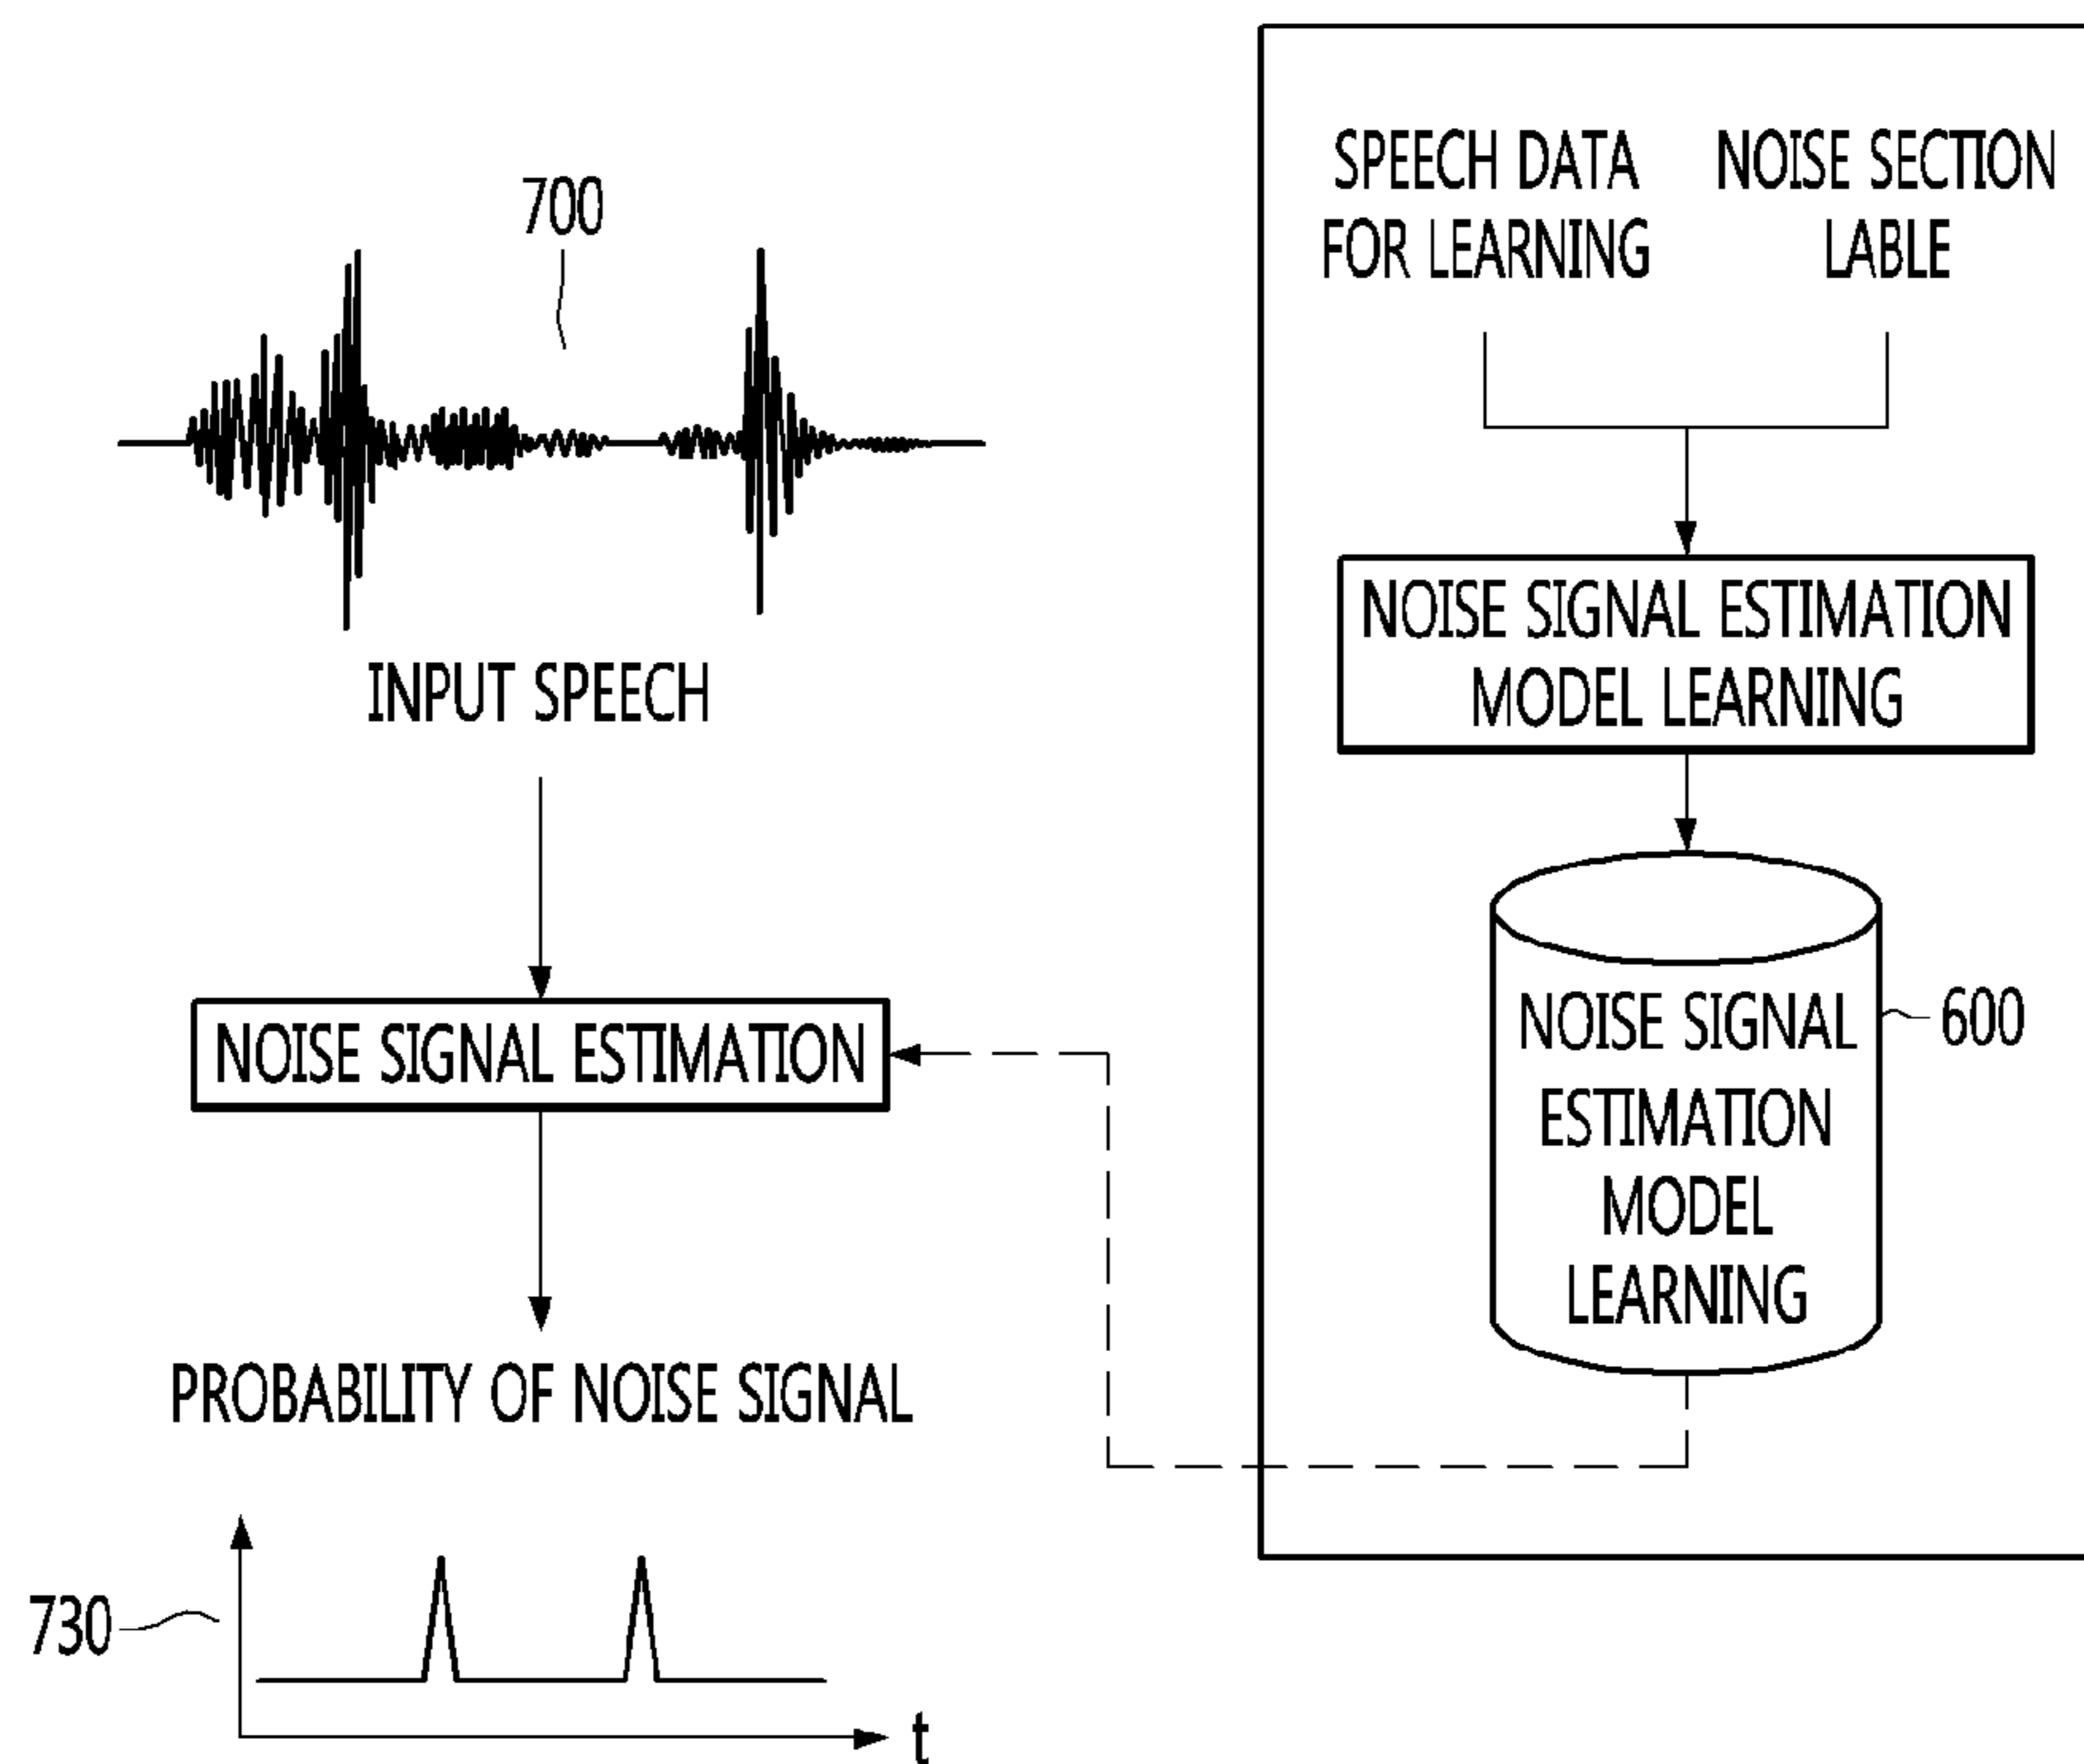 700
INPUT SPEECH
NOISE SIGNAL ESTIMATION
PROBABILITY OF NOISE SIGNAL
730
t
SPEECH DATA
FOR LEARNING
NOISE SECTION
LABLE
NOISE SIGNAL ESTIMATION
MODEL LEARNING
NOISE SIGNAL
ESTIMATION
MODEL
LEARNING
600